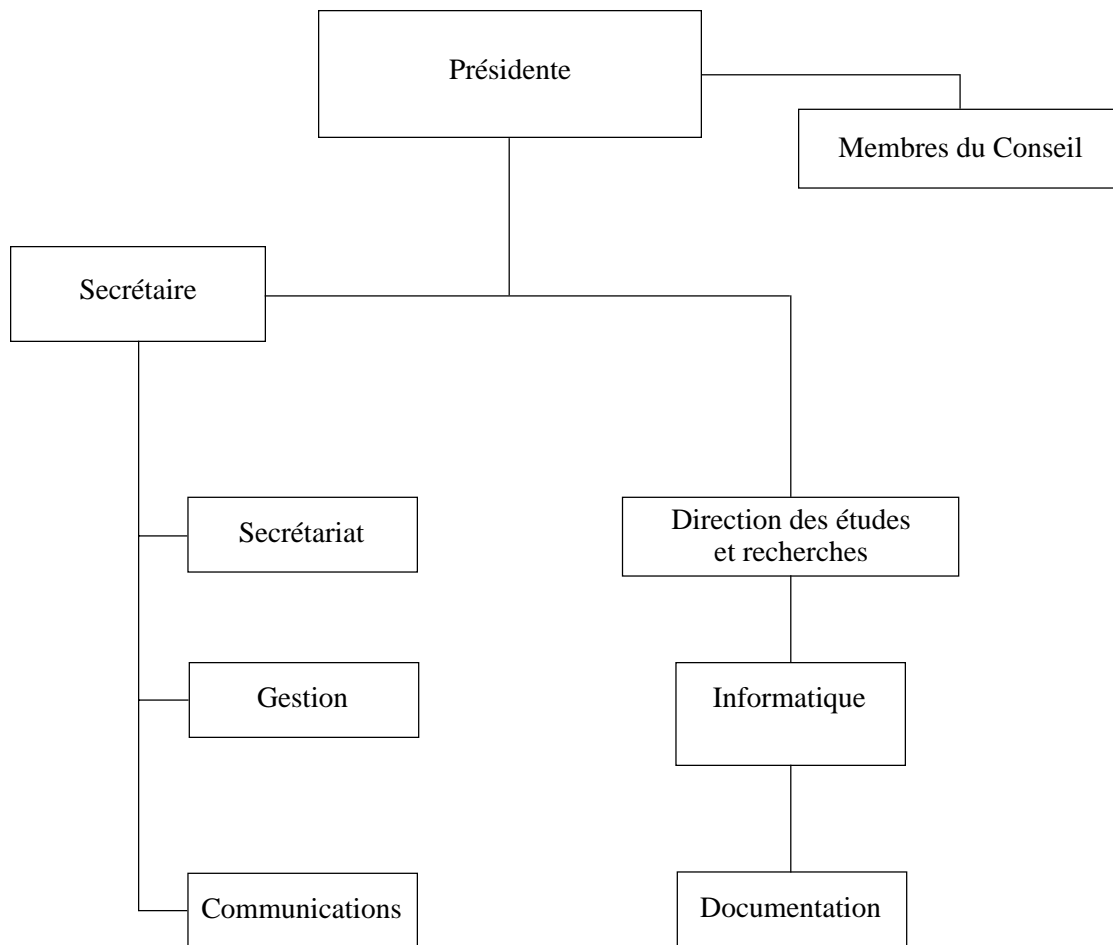 Présidente
Membres du Conseil
Secrétaire
Secrétariat
Direction des études
et recherches
Gestion
Informatique
Communications
Documentation